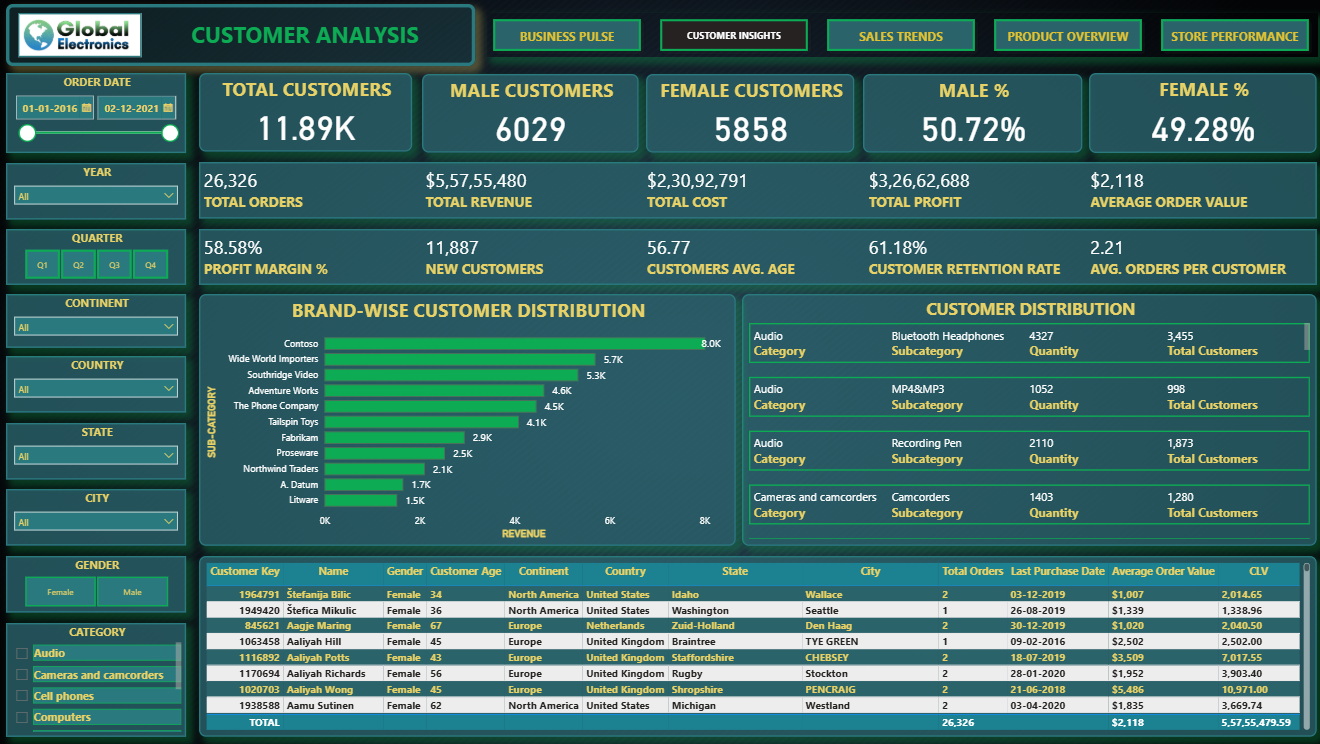 Global
Electronics
CUSTOMER ANALYSIS
BUSINESS PULSE
CUSTOMER INSIGHTS
SALES TRENDS
PRODUCT OVERVIEW
STORE PERFORMANCE
ORDER DATE
01-01-2016 02-12-2021
YEAR
All
QUARTER
Q1 Q2 Q3 Q4
CONTINENT
All
COUNTRY
All
STATE
All
CITY
All
GENDER
Female Male
CATEGORY
Audio
Cameras and camcorders
Cell phones
Computers
TOTAL CUSTOMERS
11.89K
MALE CUSTOMERS
6029
FEMALE CUSTOMERS
5858
MALE %
50.72%
FEMALE %
49.28%
26,326 $5,57,55,480 $2,30,92,791 $3,26,62,688 $2,118
TOTAL ORDERS TOTAL REVENUE TOTAL COST TOTAL PROFIT AVERAGE ORDER VALUE
58.58% 11,887 56.77 61.18% 2.21
PROFIT MARGIN % NEW CUSTOMERS CUSTOMERS AVG. AGE CUSTOMER RETENTION RATE AVG. ORDERS PER CUSTOMER
BRAND-WISE CUSTOMER DISTRIBUTION
SUB-CATEGORY
Contoso 8.0K
Wide World Importers 5.7K
Southridge Video 5.3K
Adventure Works 4.6K
The Phone Company 4.5K
Tailspin Toys 4.1K
Fabrikam 2.9K
Proseware 2.5K
Northwind Traders 2.1K
A. Datum 1.7K
Litware 1.5K
0K 2K 4K 6K 8K
REVENUE
CUSTOMER DISTRIBUTION
Audio Bluetooth Headphones 4327 3,455
Category Subcategory Quantity Total Customers
Audio MP4&MP3 1052 998
Category Subcategory Quantity Total Customers
Audio Recording Pen 2110 1,873
Category Subcategory Quantity Total Customers
Cameras and camcorders Camcorders 1403 1,280
Category Subcategory Quantity Total Customers
Customer Key Name Gender Customer Age Continent Country State City Total Orders Last Purchase Date Average Order Value CLV
1964791 Štefanija Bilic Female 34 North America United States Idaho Wallace 2 03-12-2019 $1,007 2,014.65
1949420 Štefica Mikulic Female 36 North America United States Washington Seattle 1 26-08-2019 $1,339 1,338.96
845621 Aagje Maring Female 67 Europe Netherlands Zuid-Holland Den Haag 2 30-12-2019 $1,020 2,040.50
1063458 Aaliyah Hill Female 45 Europe United Kingdom Braintree TYE GREEN 1 09-02-2016 $2,502 2,502.00
1116892 Aaliyah Potts Female 43 Europe United Kingdom Staffordshire CHEBSEY 2 18-07-2019 $3,509 7,017.55
1170694 Aaliyah Richards Female 56 Europe United Kingdom Rugby Stockton 2 28-01-2020 $1,952 3,903.40
1020703 Aaliyah Wong Female 45 Europe United Kingdom Shropshire PENCRAIG 2 21-06-2018 $5,486 10,971.00
1938588 Aamu Sutinen Female 62 North America United States Michigan Westland 2 03-04-2020 $1,835 3,669.74
TOTAL 26,326 $2,118 5,57,55,479.59